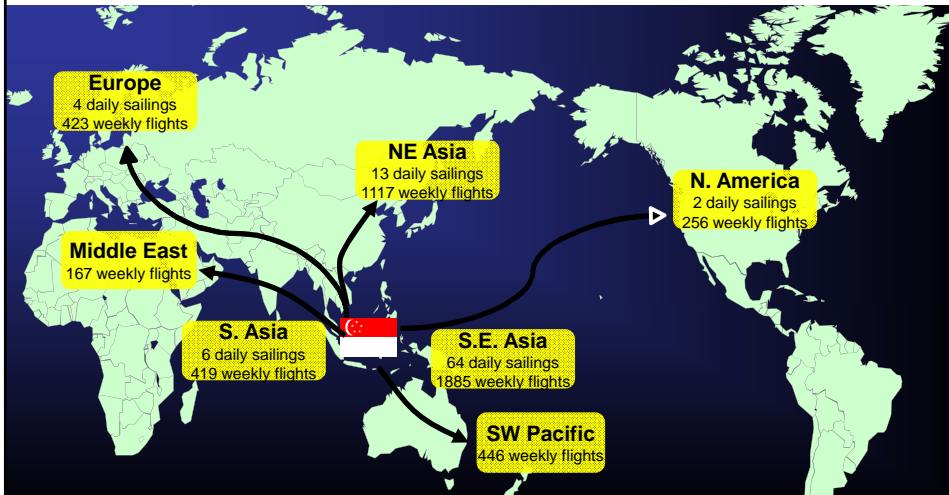 Europe
4 daily sailings
423 weekly flights
NE Asia
13 daily sailings
1117 weekly flights
N. America
2 daily sailings
256 weekly flights
Middle East
167 weekly flights
S. Asia
6 daily sailings
419 weekly flights
S.E. Asia
64 daily sailings
1885 weekly flights
SW Pacific
446 weekly flights